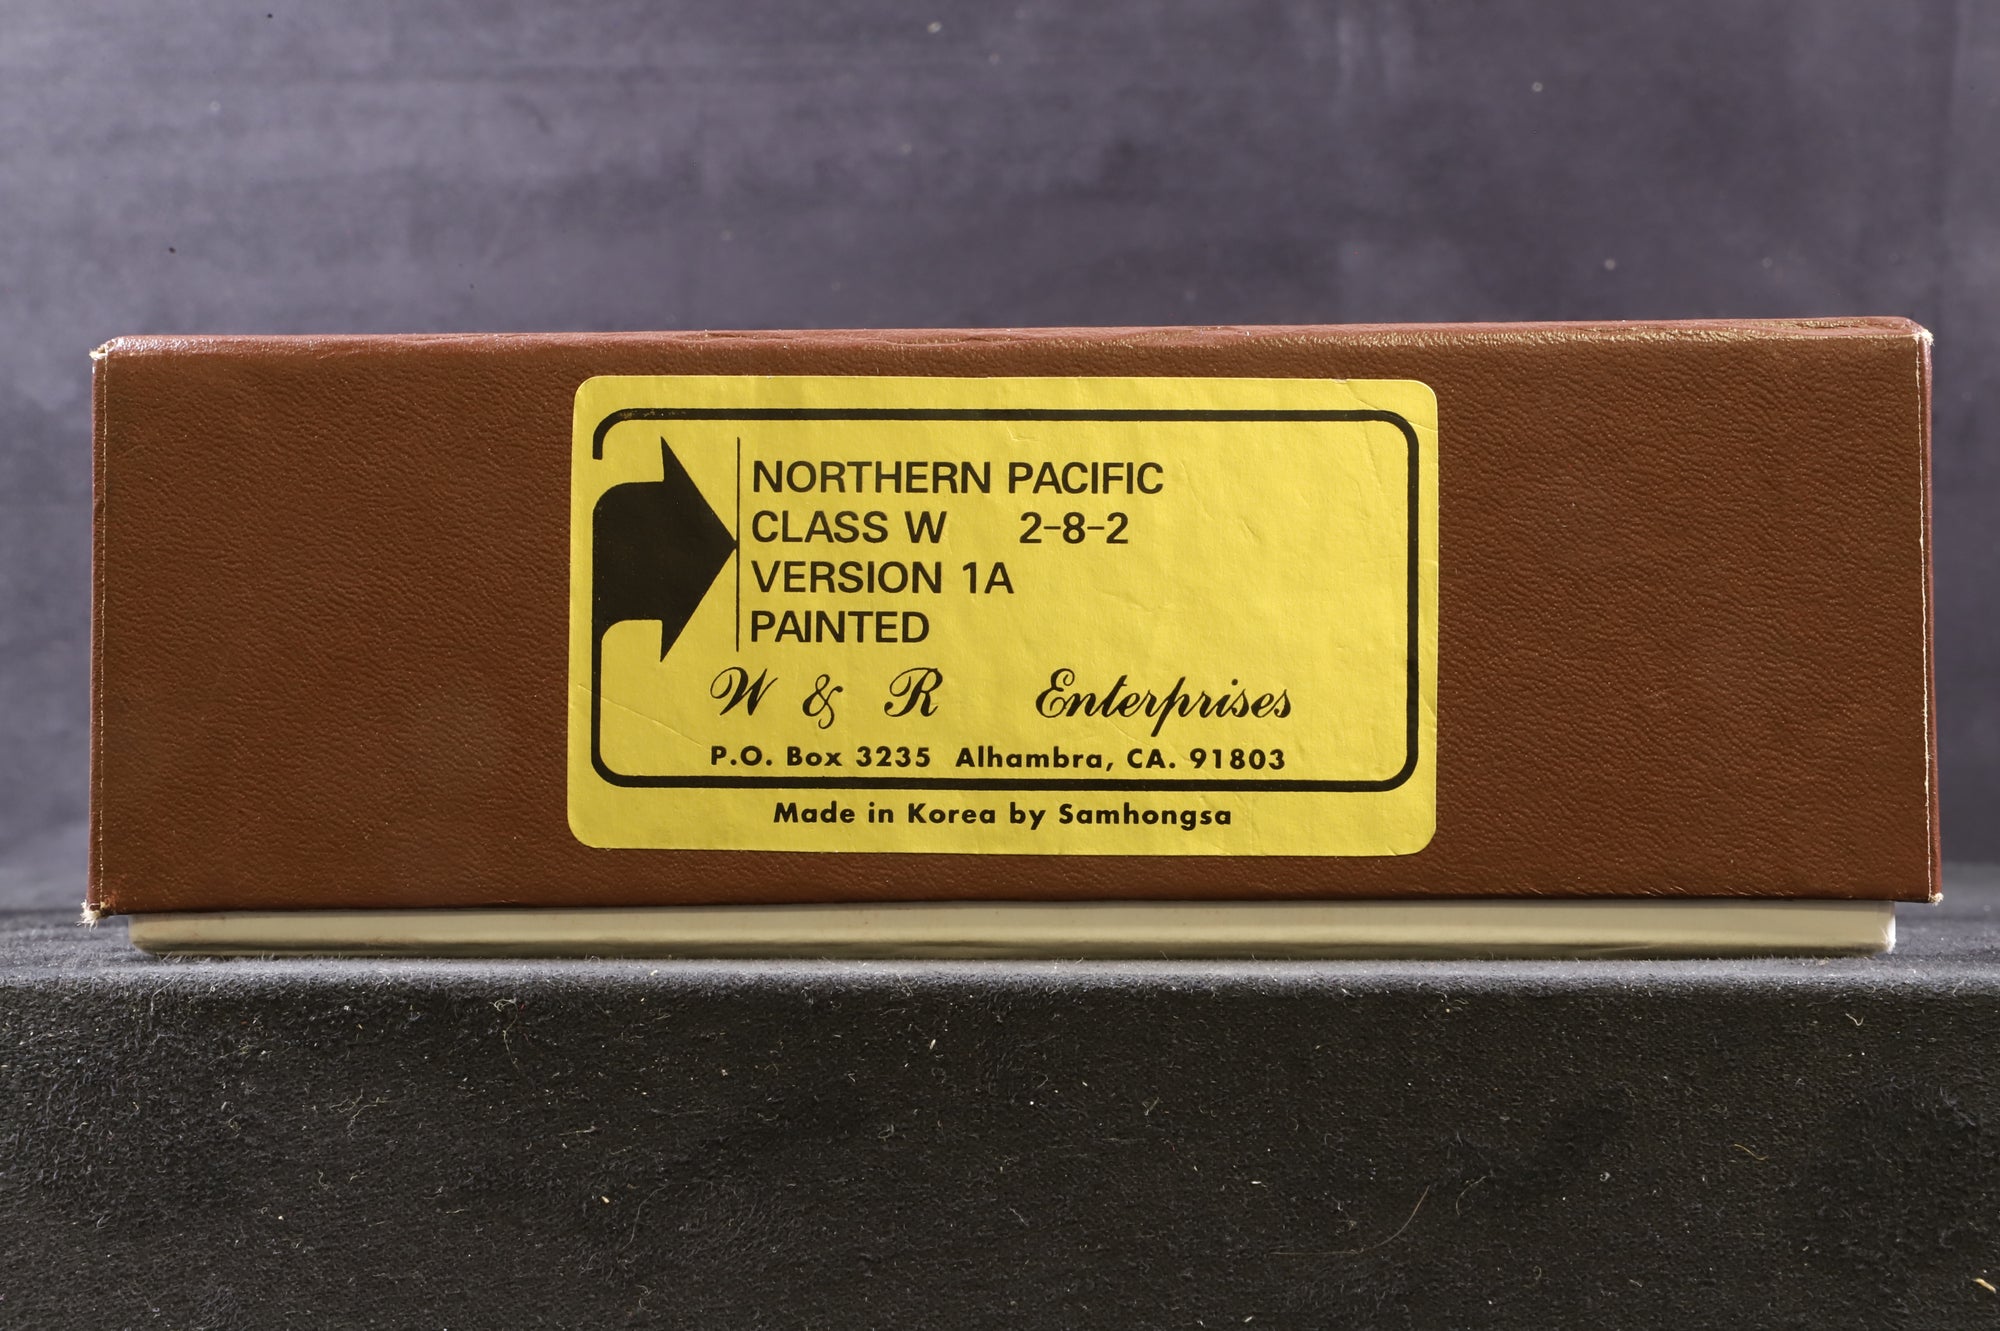 NORTHERN PACIFIC
CLASS W 2-8-2
VERSION 1A
PAINTED
W & R Enterprises
P.O. Box 3235 Alhambra, CA. 91803
Made in Korea by Samhongsa